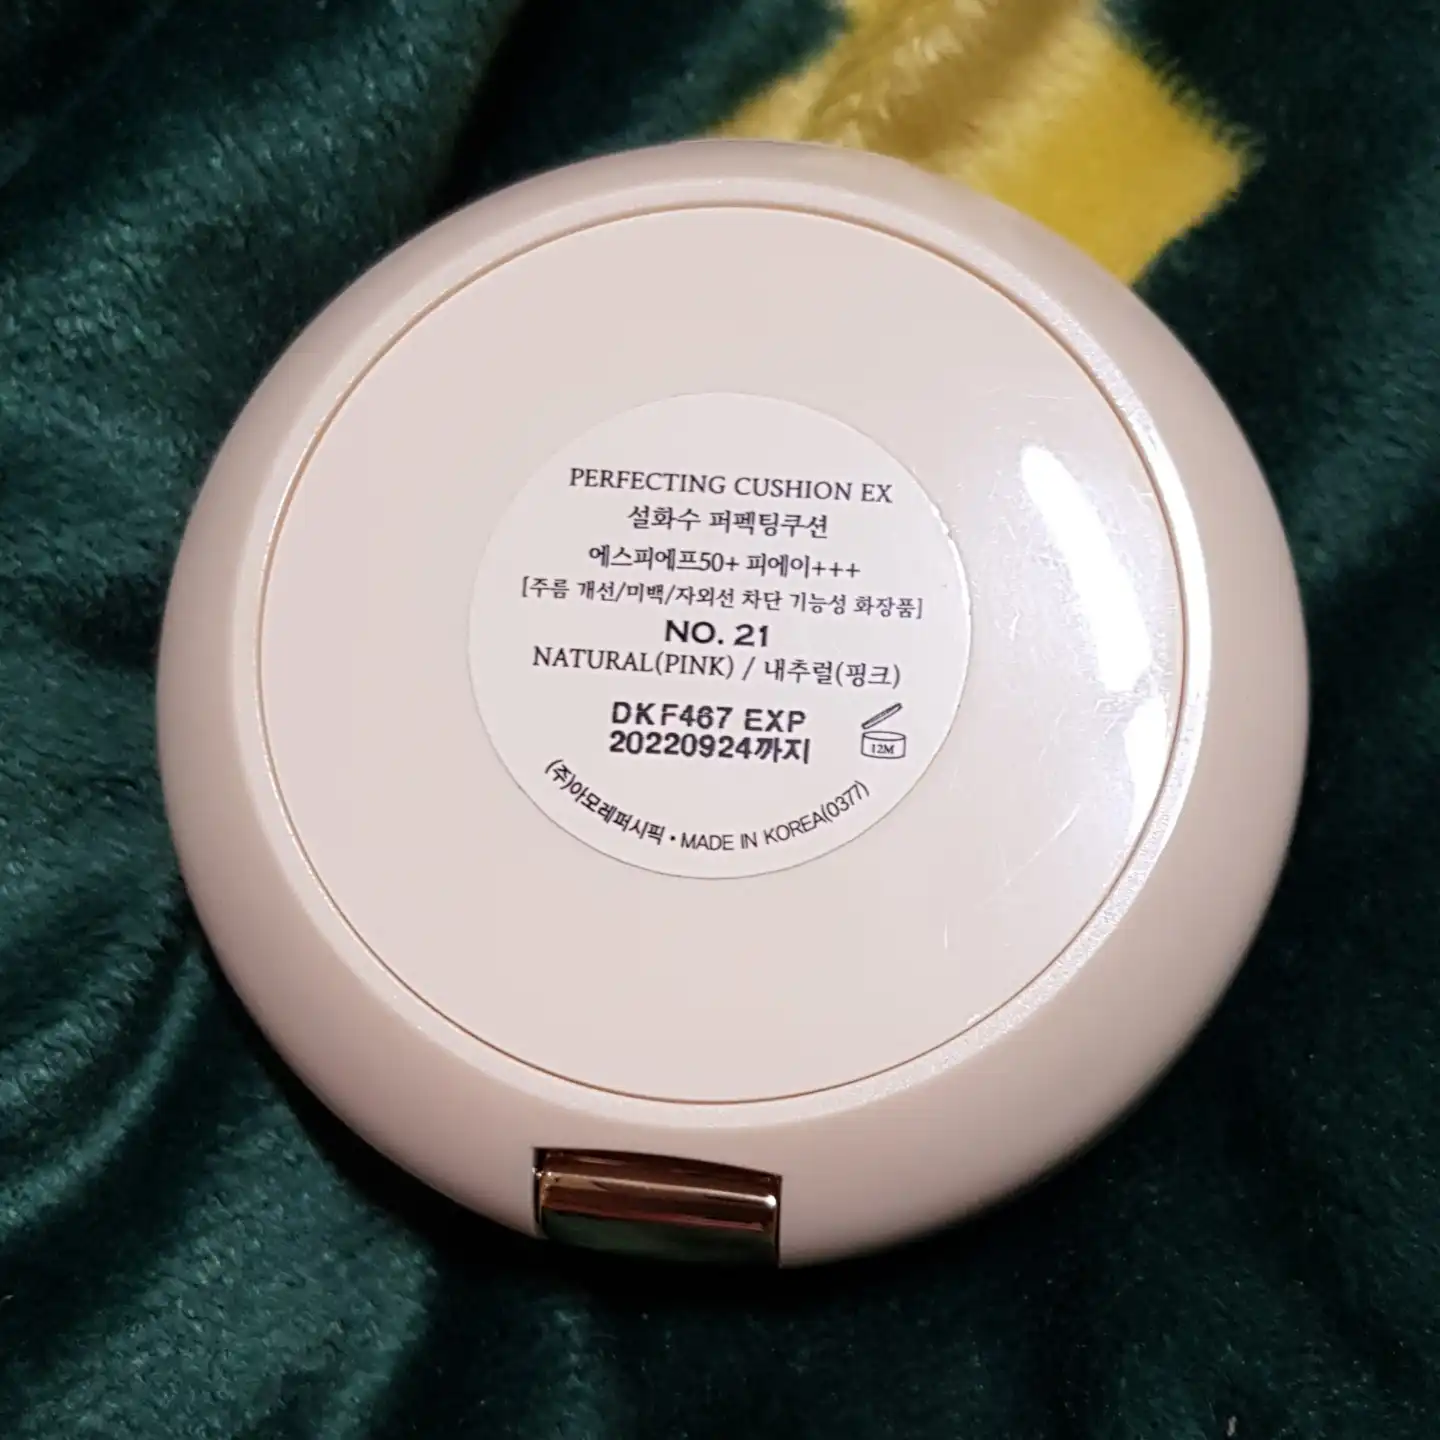 PERFECTING CUSHION EX
설화수 퍼펙팅쿠션
에스피에프50+ 피에이+++
[주름 개선/미백/자외선 차단 기능성 화장품]
NO. 21
NATURAL(PINK) / 내추럴(핑크)
DKF467 EXP
20220924까지
12M
(주)아모레퍼시픽 • MADE IN KOREA(0377)